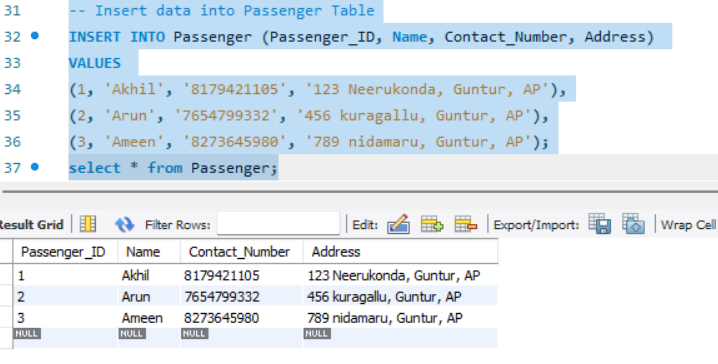 31 -- Insert data into Passenger Table
32 INSERT INTO Passenger (Passenger_ID, Name, Contact_Number, Address)
33 VALUES
34 (1, 'Akhil', '8179421105', '123 Neerukonda, Guntur, AP'),
35 (2, 'Arun', '7654799332', '456 kuragallu, Guntur, AP'),
36 (3, 'Ameen', '8273645980', '789 nidamaru, Guntur, AP');
37 select * from Passenger;
Result Grid Filter Rows: Edit: Export/Import: Wrap Cell
Passenger_ID Name Contact_Number Address
1 Akhil 8179421105 123 Neerukonda, Guntur, AP
2 Arun 7654799332 456 kuragallu, Guntur, AP
3 Ameen 8273645980 789 nidamaru, Guntur, AP
NULL NULL NULL NULL